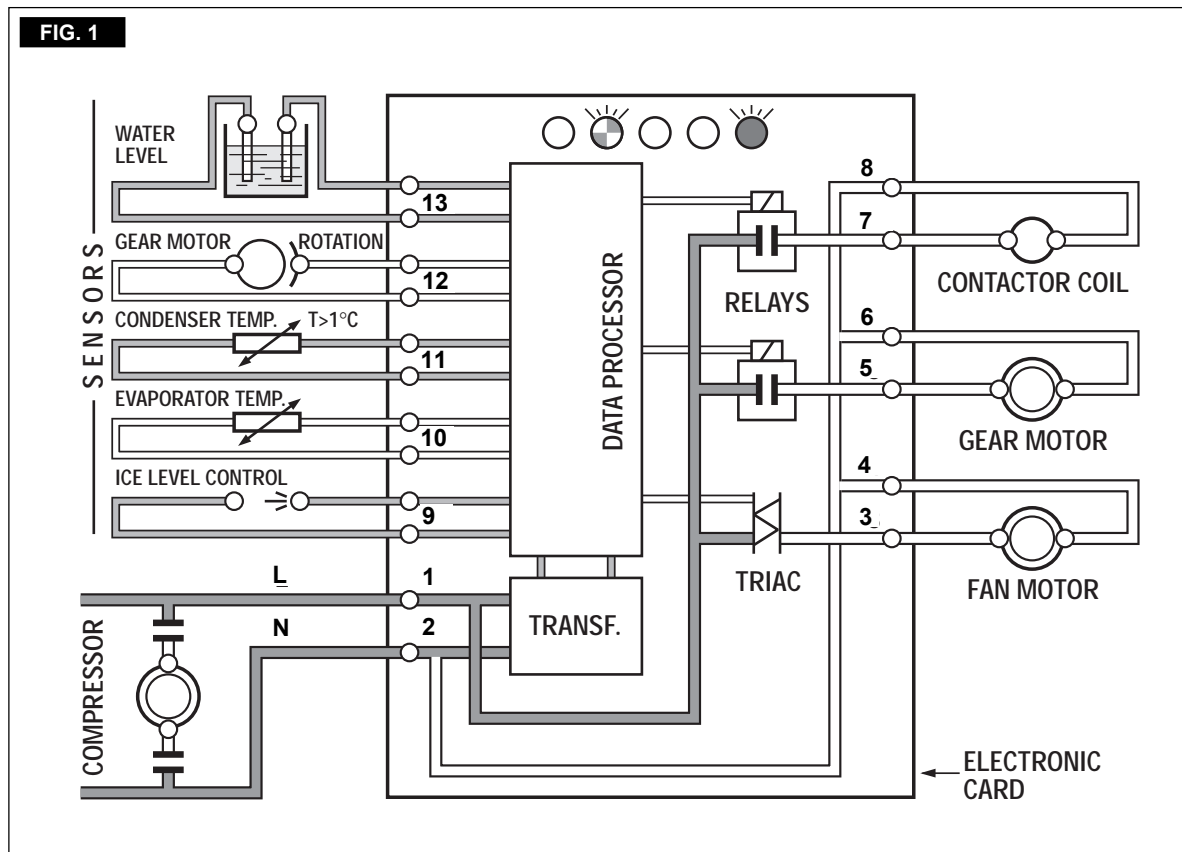 FIG. 1
WATER
LEVEL
13
GEAR MOTOR ROTATION
12
CONDENSER TEMP. T>1°C
11
EVAPORATOR TEMP.
10
ICE LEVEL CONTROL
9
SENSORS
L
1
N
2
COMPRESSOR
DATA PROCESSOR
TRANSF.
RELAYS
TRIAC
8
7
CONTACTOR COIL
6
5
GEAR MOTOR
4
3
FAN MOTOR
ELECTRONIC
CARD